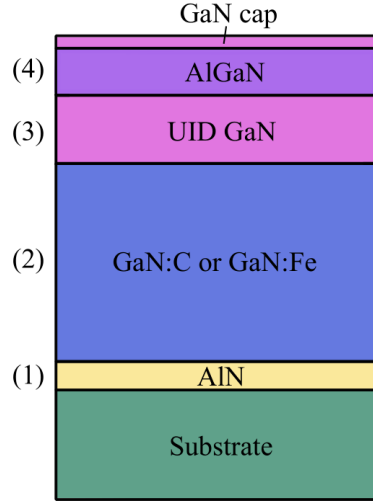 GaN cap
(4) AlGaN
(3) UID GaN
(2) GaN:C or GaN:Fe
(1) AlN
Substrate